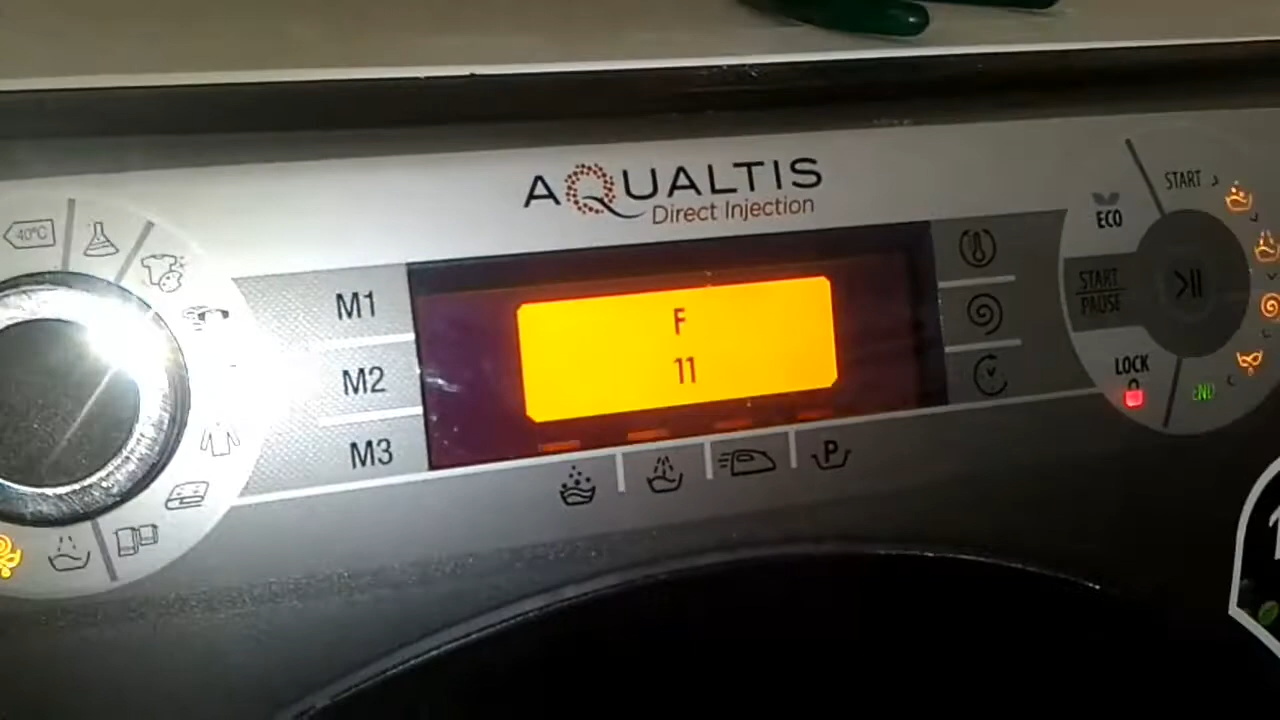 AQUALTIS
Direct Injection
40°C
M1
M2
M3
F
11
P
ECO
START
PAUSE
LOCK
START
END